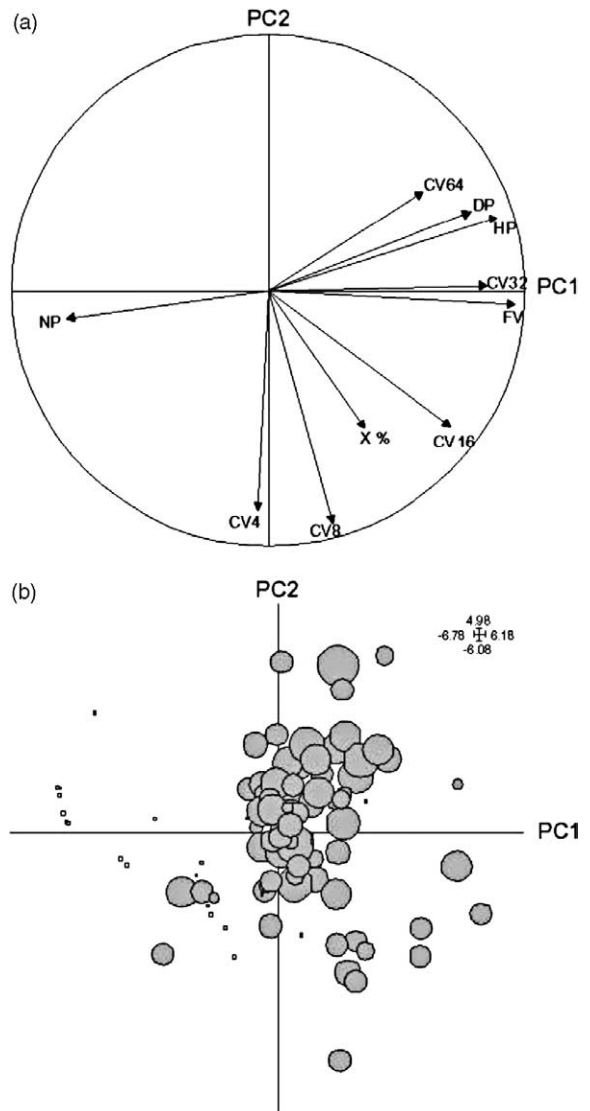 (a)
PC2
CV64
DP
HP
CV32
PC1
FV
NP
X %
CV16
CV4
CV8
(b)
PC2
4.98
-6.78 6.18
-6.08
PC1